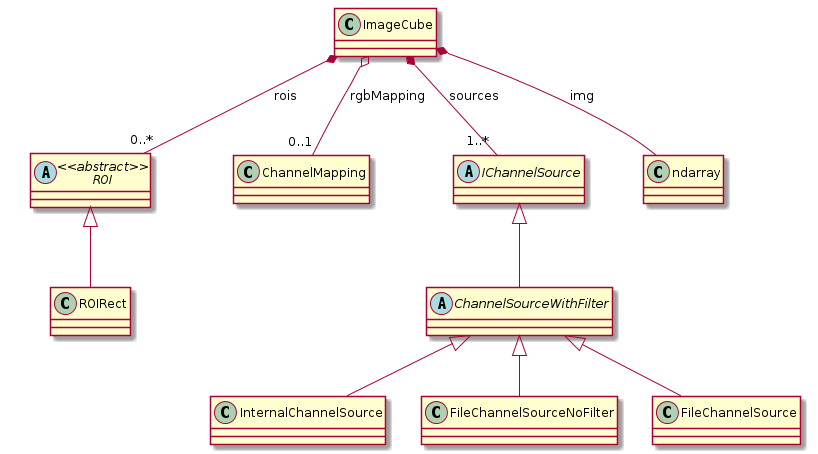 C ImageCube
rois
rgbMapping
sources
img
0..*
0..1
1..*
A <<abstract>>
ROI
C ChannelMapping
A IChannelSource
C ndarray
C ROIRect
A ChannelSourceWithFilter
C InternalChannelSource
C FileChannelSourceNoFilter
C FileChannelSource